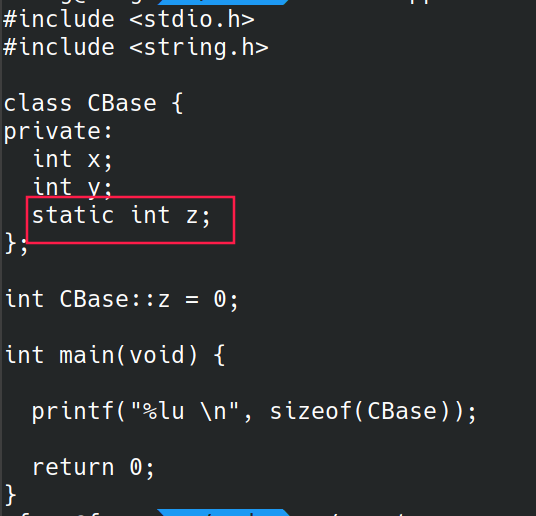 #include <stdio.h>
#include <string.h>

class CBase {
private:
  int x;
  int y;
  static int z;
};

int CBase::z = 0;

int main(void) {

  printf("%lu \n", sizeof(CBase));

  return 0;
}